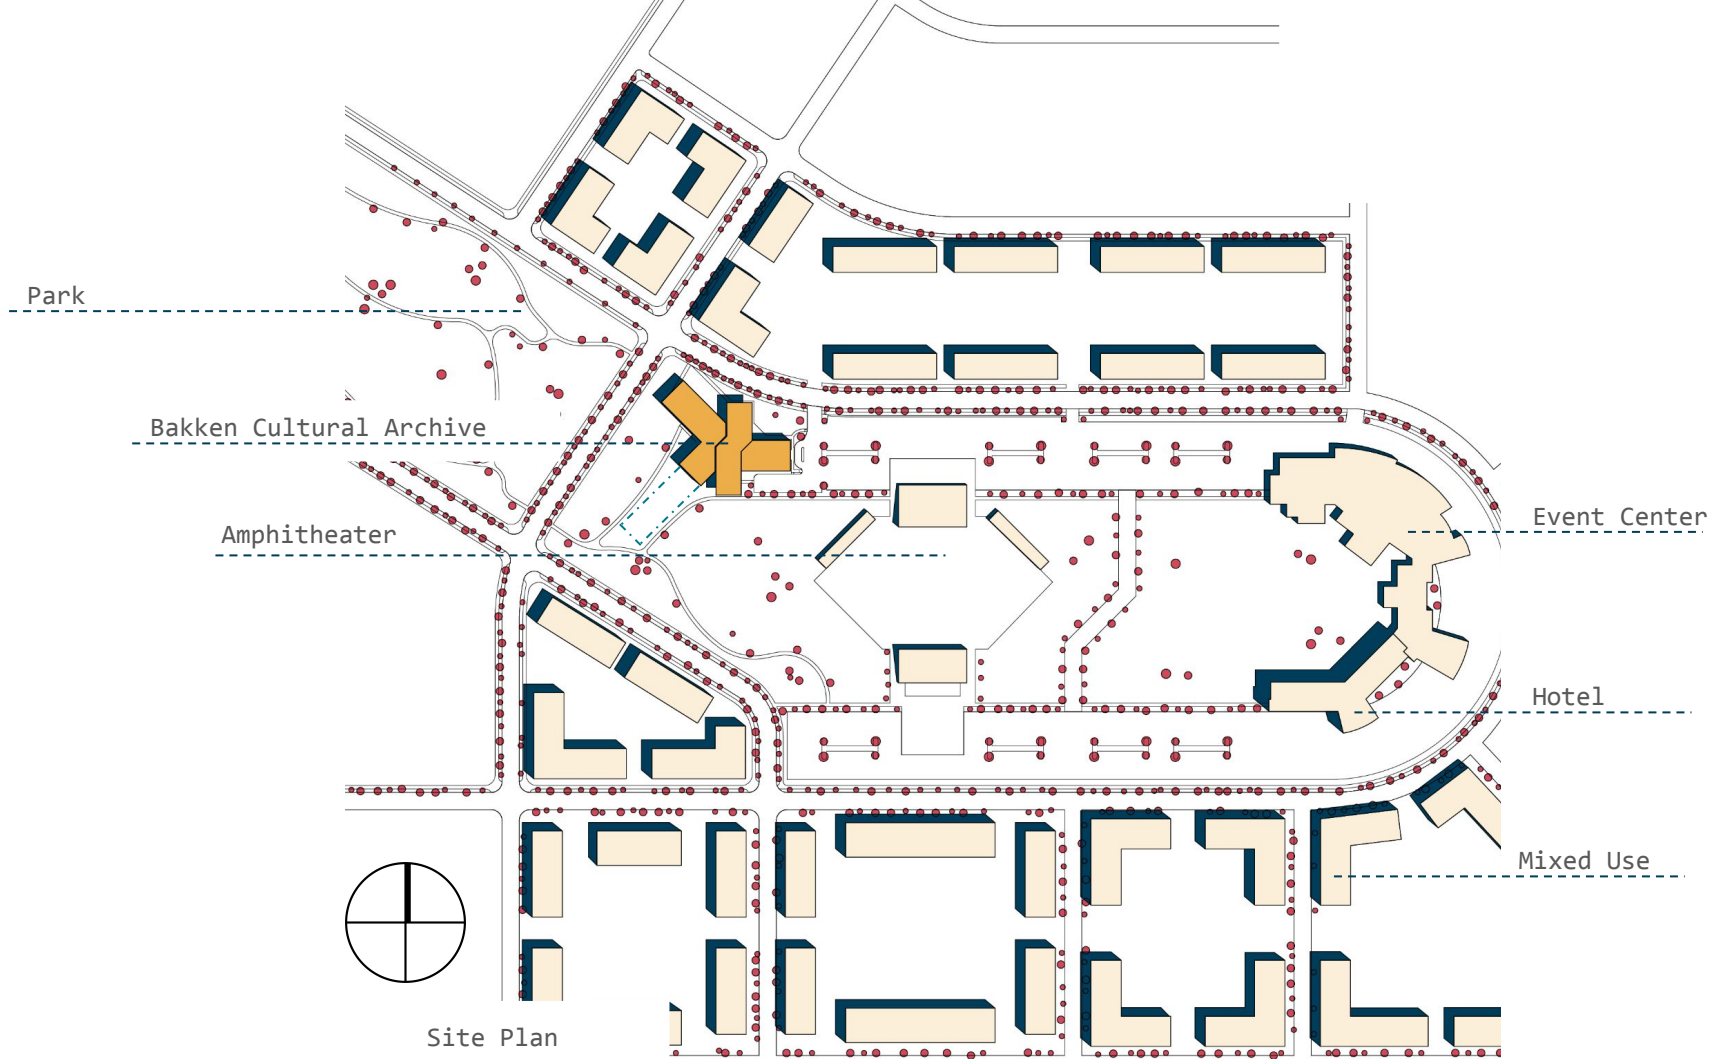 Park
Bakken Cultural Archive
Amphitheater
Event Center
Hotel
Mixed Use
Site Plan